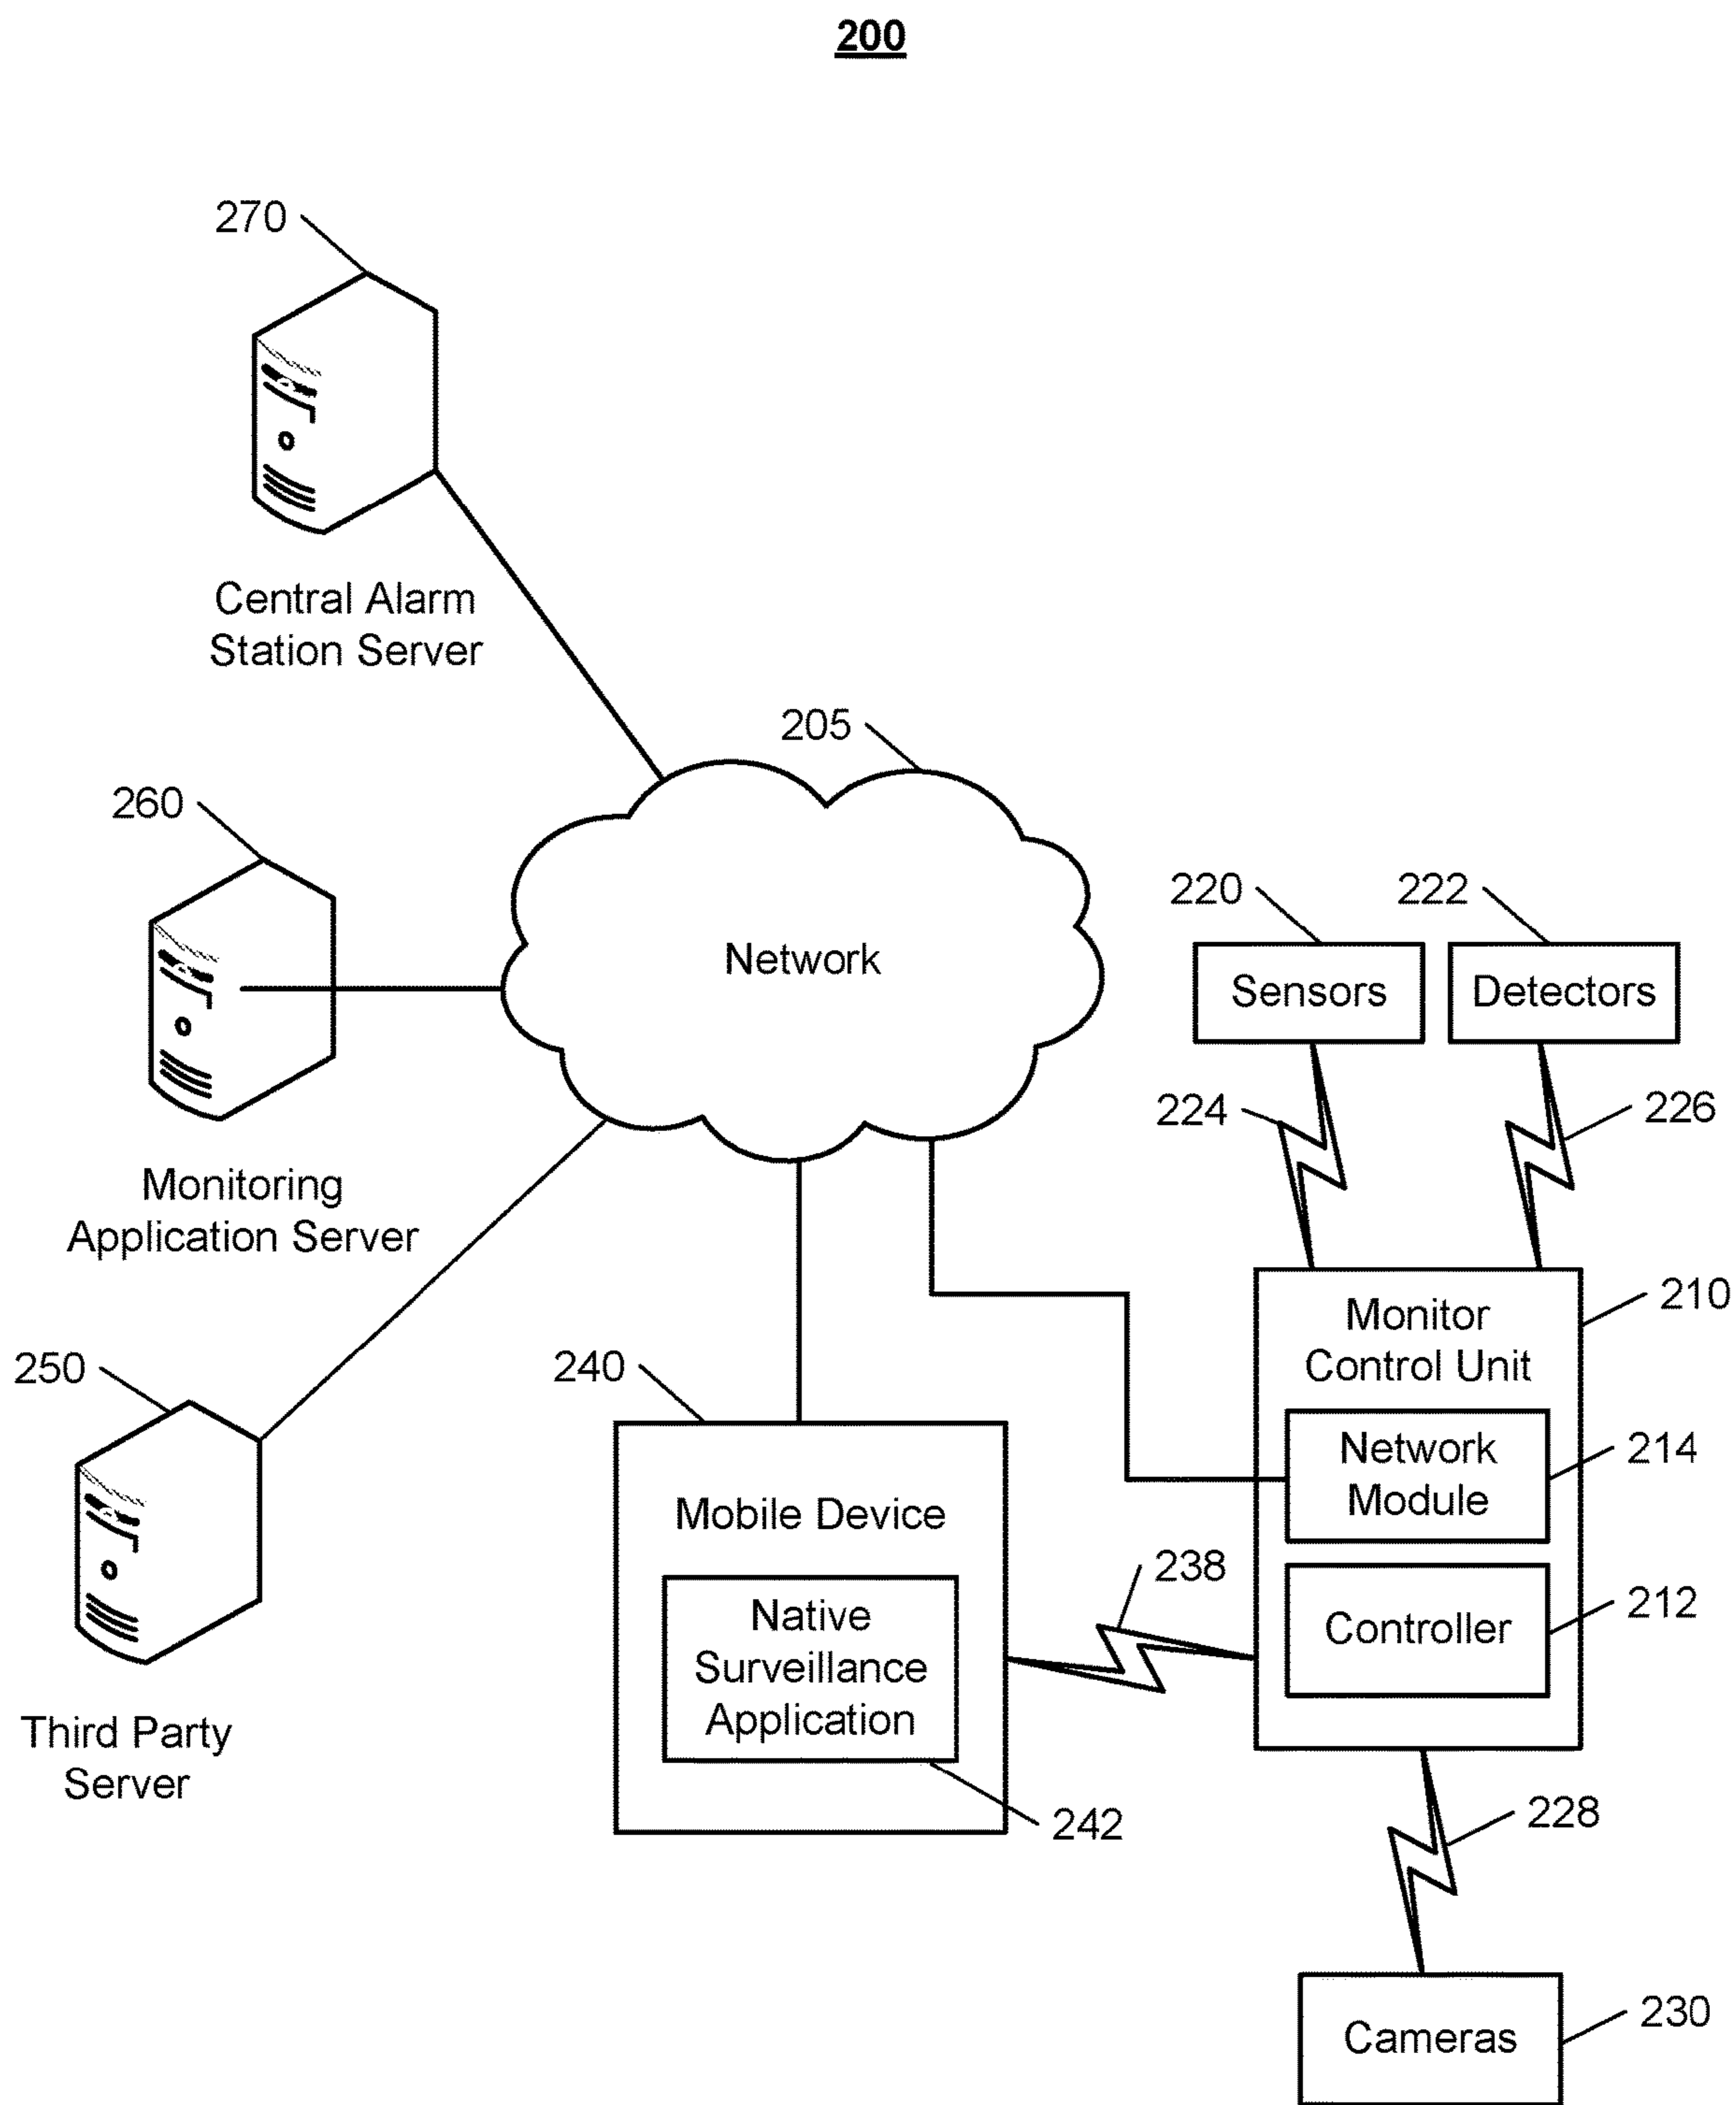 200
270
Central Alarm
Station Server
205
260
Network
220
222
Sensors
Detectors
224
226
Monitoring
Application Server
210
Monitor
Control Unit
250
240
214
Network
Module
Mobile Device
238
212
Controller
Native
Surveillance
Application
Third Party
Server
242
228
230
Cameras